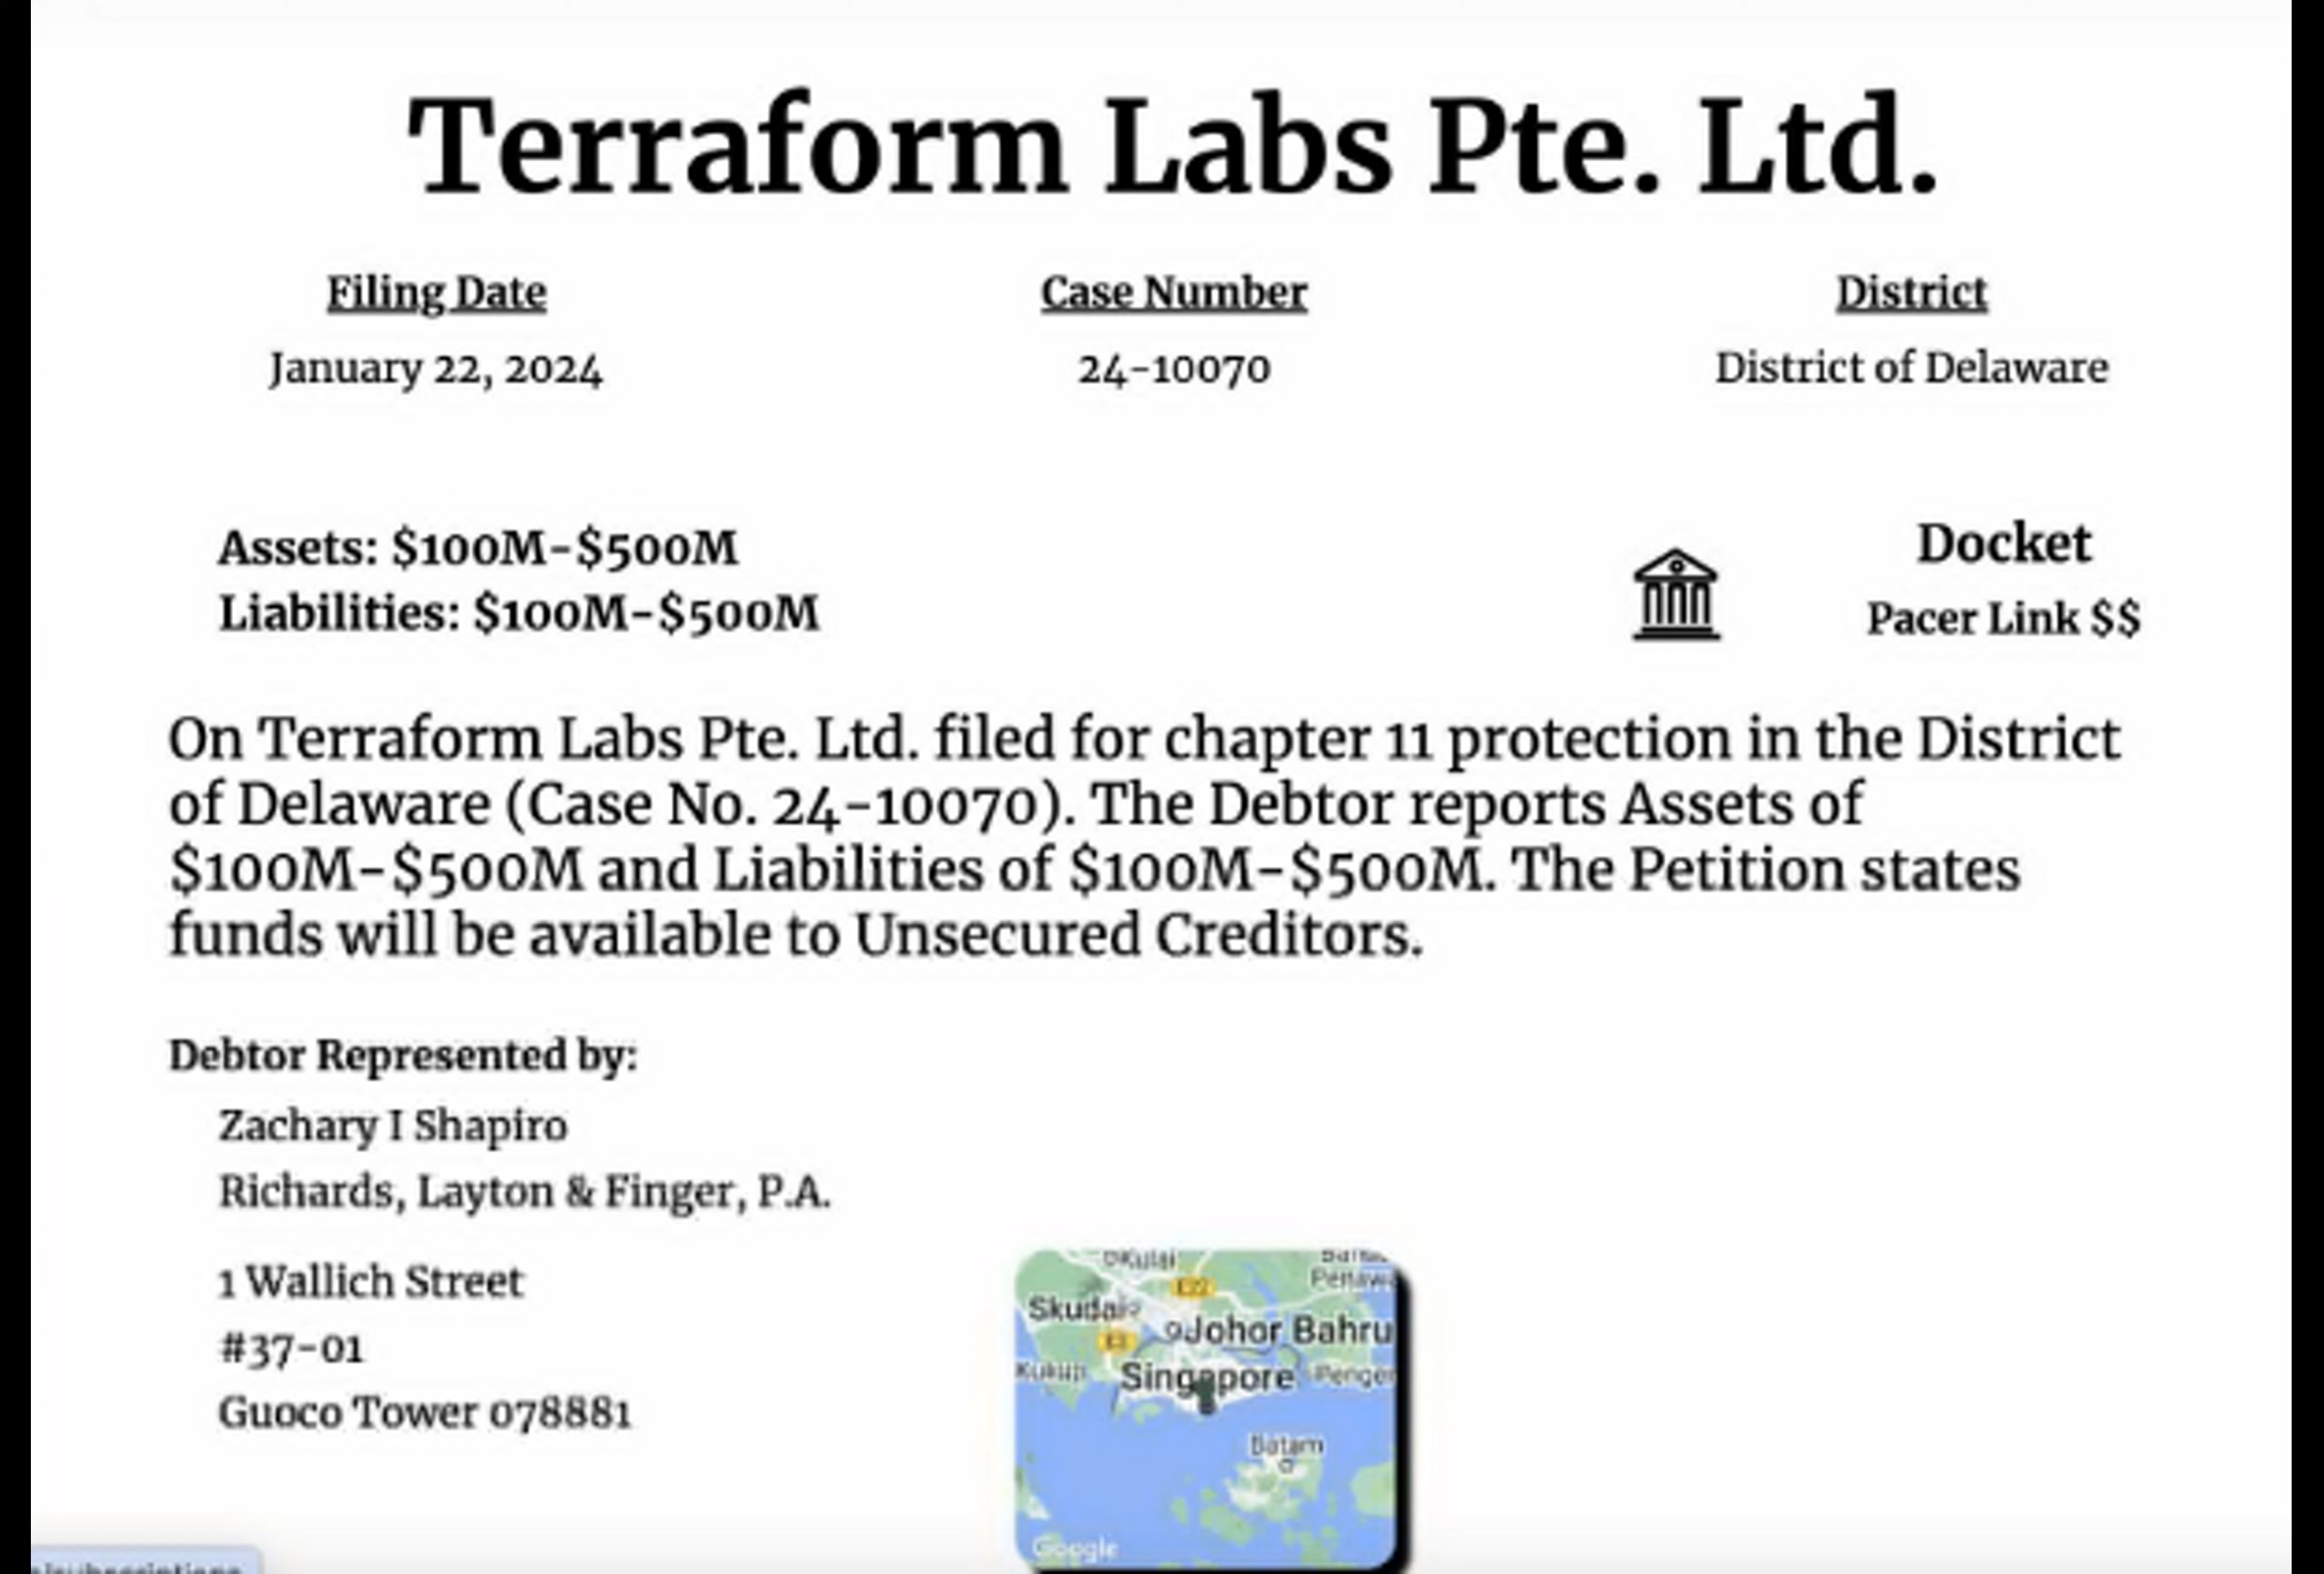 Terraform Labs Pte. Ltd.
Filing Date
Case Number
District
January 22, 2024
24-10070
District of Delaware
Assets: $100M-$500M
Liabilities: $100M-$500M
Docket
Pacer Link $$
On Terraform Labs Pte. Ltd. filed for chapter 11 protection in the District
of Delaware (Case No. 24-10070). The Debtor reports Assets of
$100M-$500M and Liabilities of $100M-$500M. The Petition states
funds will be available to Unsecured Creditors.
Debtor Represented by:
Zachary I Shapiro
Richards, Layton & Finger, P.A.
1 Wallich Street
#37-01
Guoco Tower 078881
Kulai
E22
Skudai
Johor Bahru
E3
Kukup
Singapore
Batam
Google